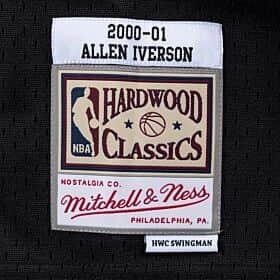 2000-01
ALLEN IVERSON
HARDWOOD
NBA
CLASSICS
NOSTALGIA CO.
Mitchell & Ness
PHILADELPHIA, PA.
HWC SWINGMAN